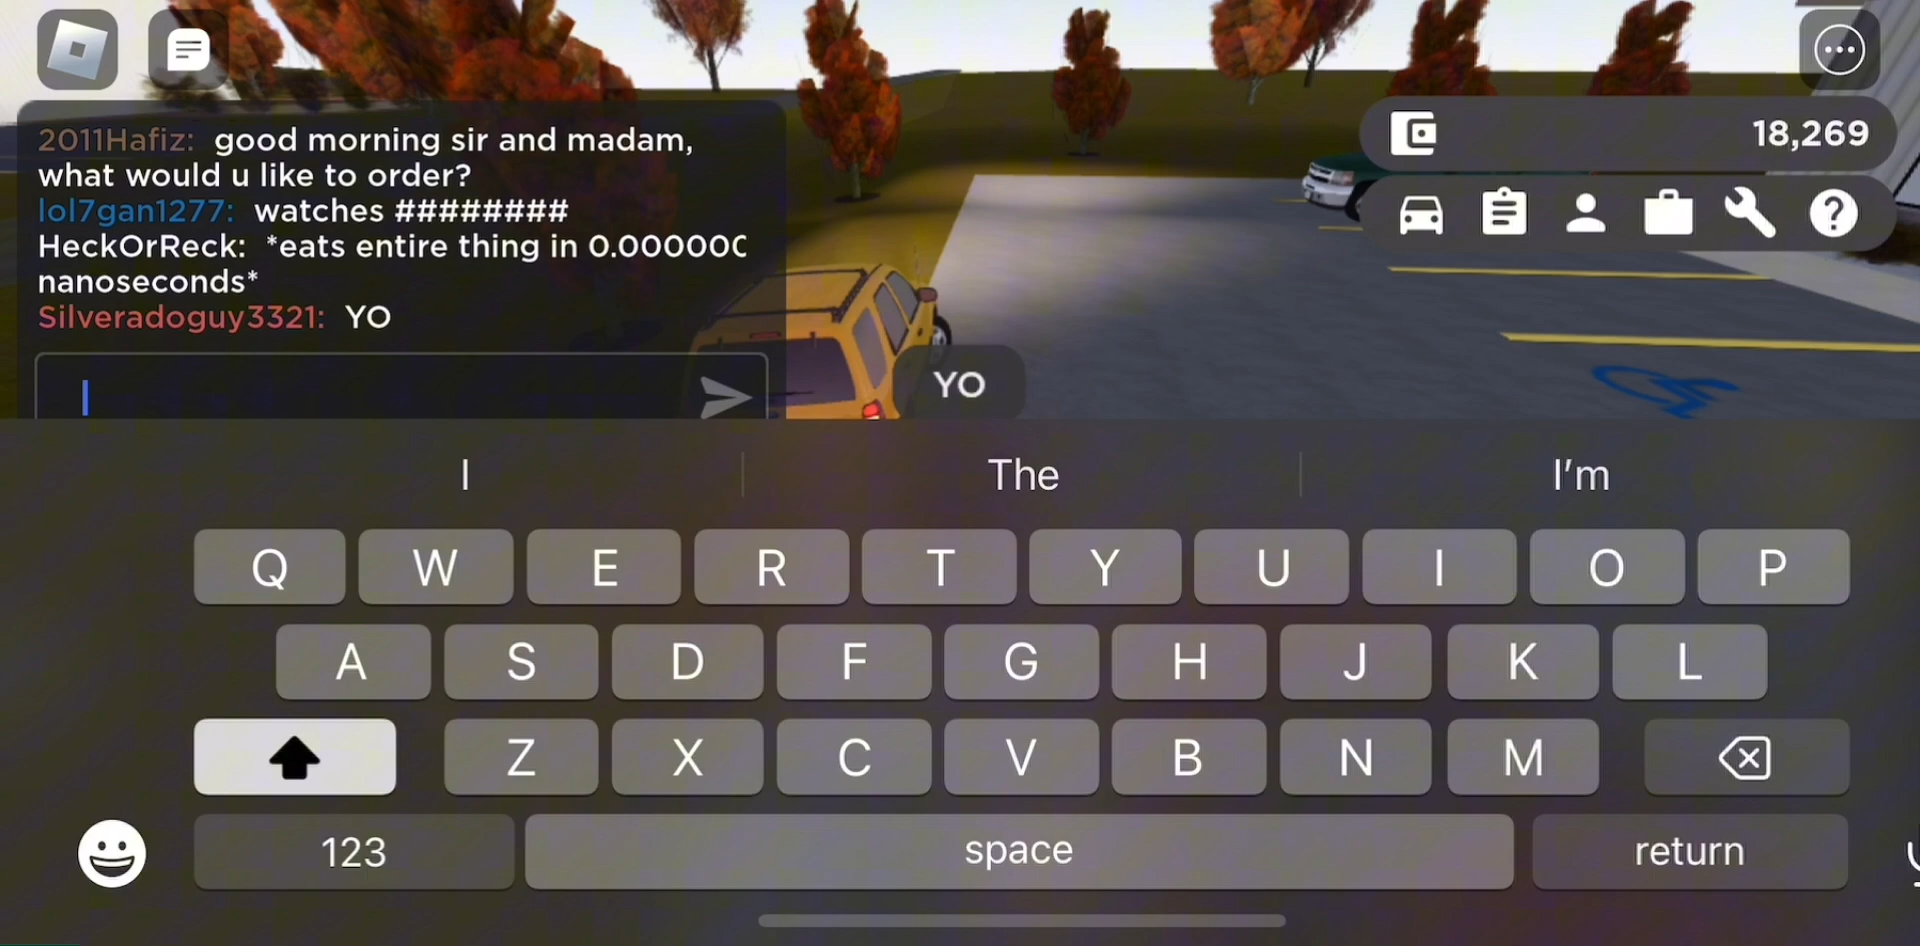 2011Hafiz: good morning sir and madam,
what would u like to order?
lol7gan1277: watches ########
HeckOrReck: *eats entire thing in 0.00000
nanoseconds*
Silveradoguy3321: YO
18,269
YO
I The I'm
Q W E R T Y U I O P
A S D F G H J K L
Z X C V B N M
123 space return